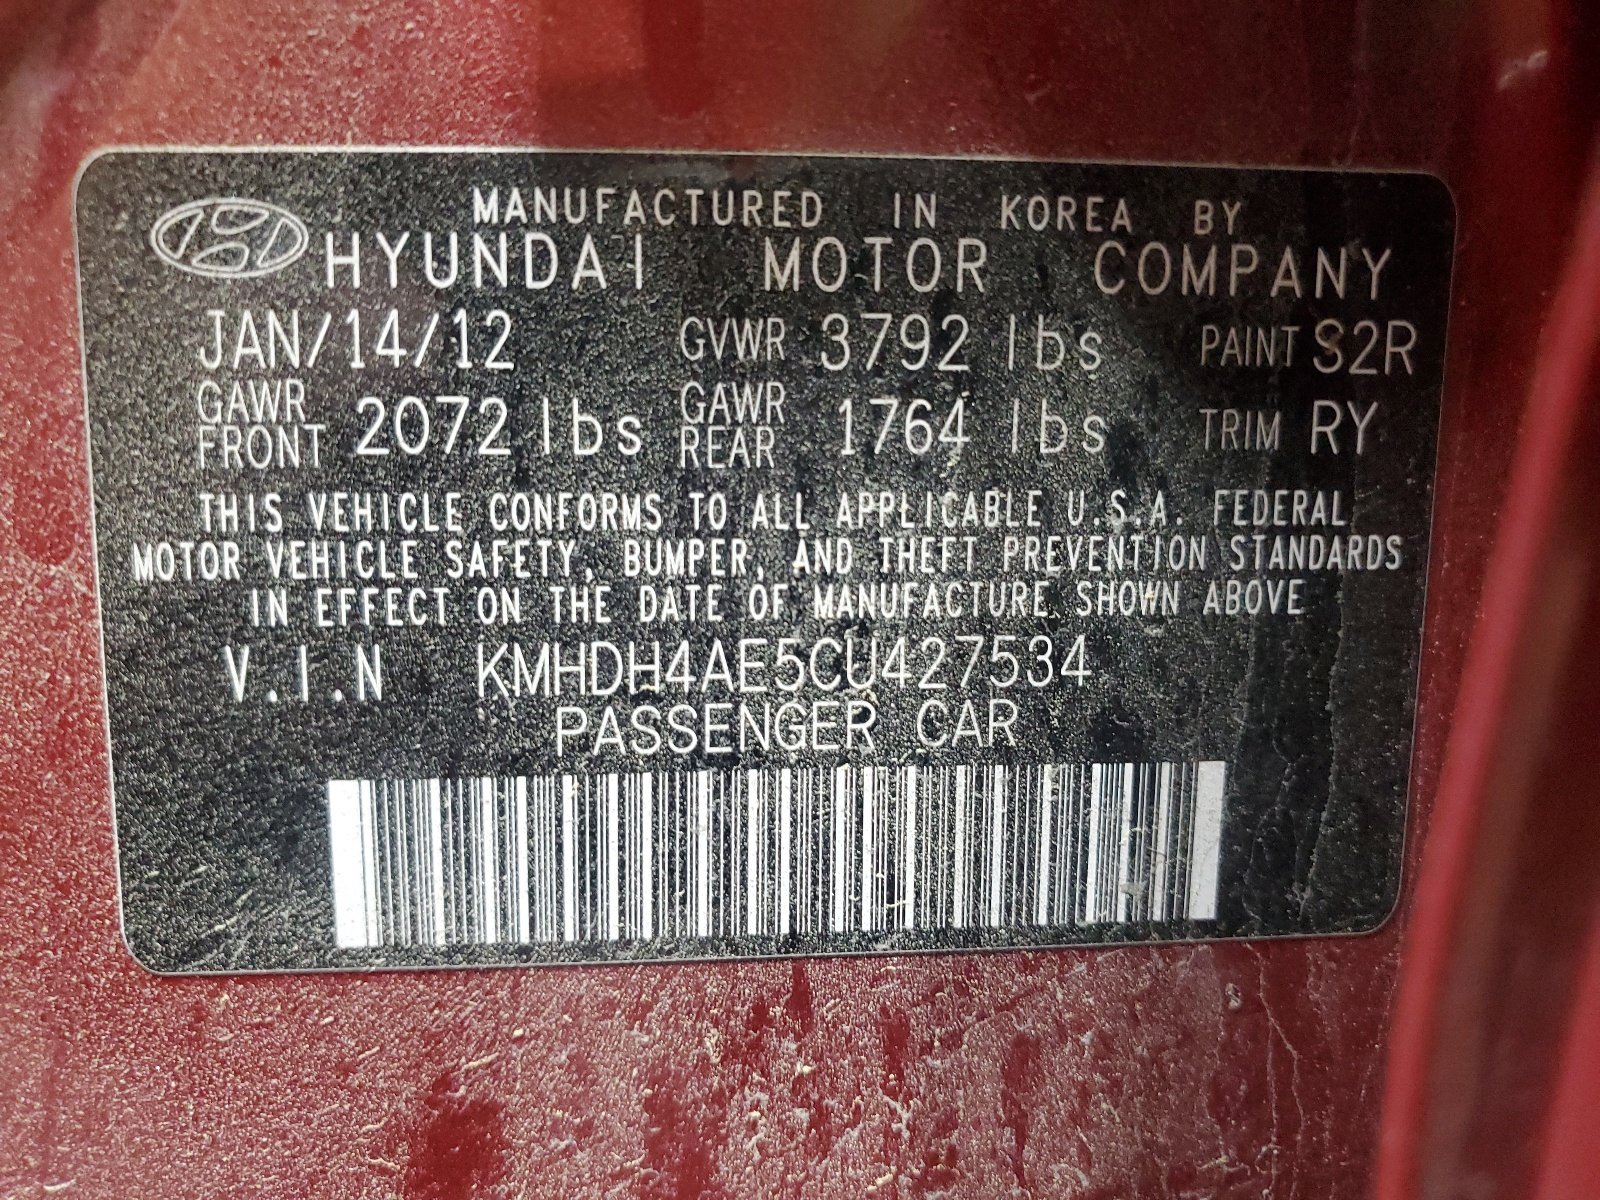 MANUFACTURED IN KOREA BY
HYUNDAI MOTOR COMPANY
JAN/14/12 GVWR 3792 lbs PAINT S2R
GAWR FRONT 2072 lbs GAWR REAR 1764 lbs TRIM RY
THIS VEHICLE CONFORMS TO ALL APPLICABLE U.S.A. FEDERAL
MOTOR VEHICLE SAFETY, BUMPER, AND THEFT PREVENTION STANDARDS
IN EFFECT ON THE DATE OF MANUFACTURE SHOWN ABOVE
V.I.N KMHDH4AE5CU427534
PASSENGER CAR